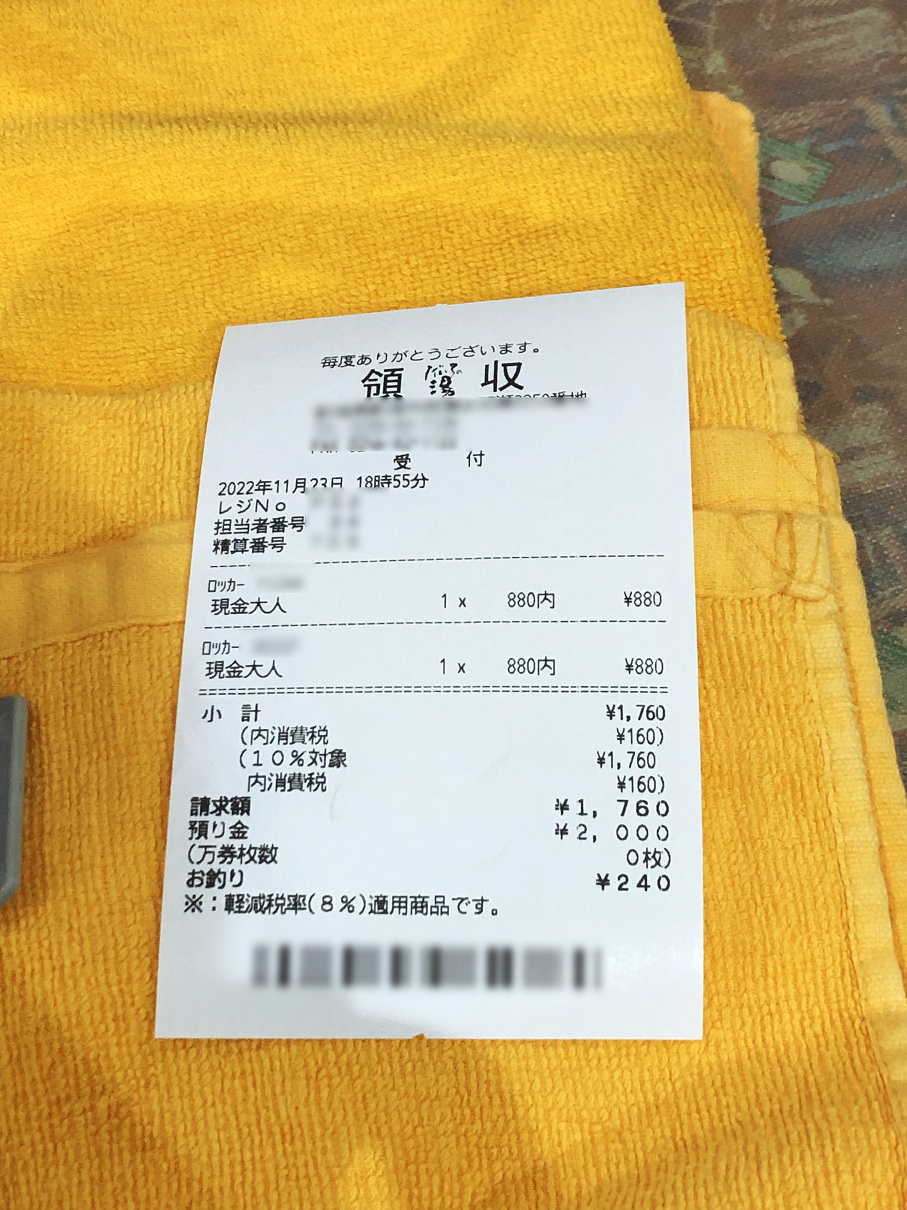 毎度ありがとうございます。
領 湯 収
受 付
2022年11月23日 18時55分
レジNo
担当者番号
精算番号
ロッカー
現金大人 1 x 880内 ¥880
ロッカー
現金大人 1 x 880内 ¥880
小 計 ¥1,760
(内消費税 ¥160)
(10%対象 ¥1,760
内消費税 ¥160)
請求額 ¥1,760
預り金 ¥2,000
(万券枚数 0枚)
お釣り ¥240
※:軽減税率(8%)適用商品です。